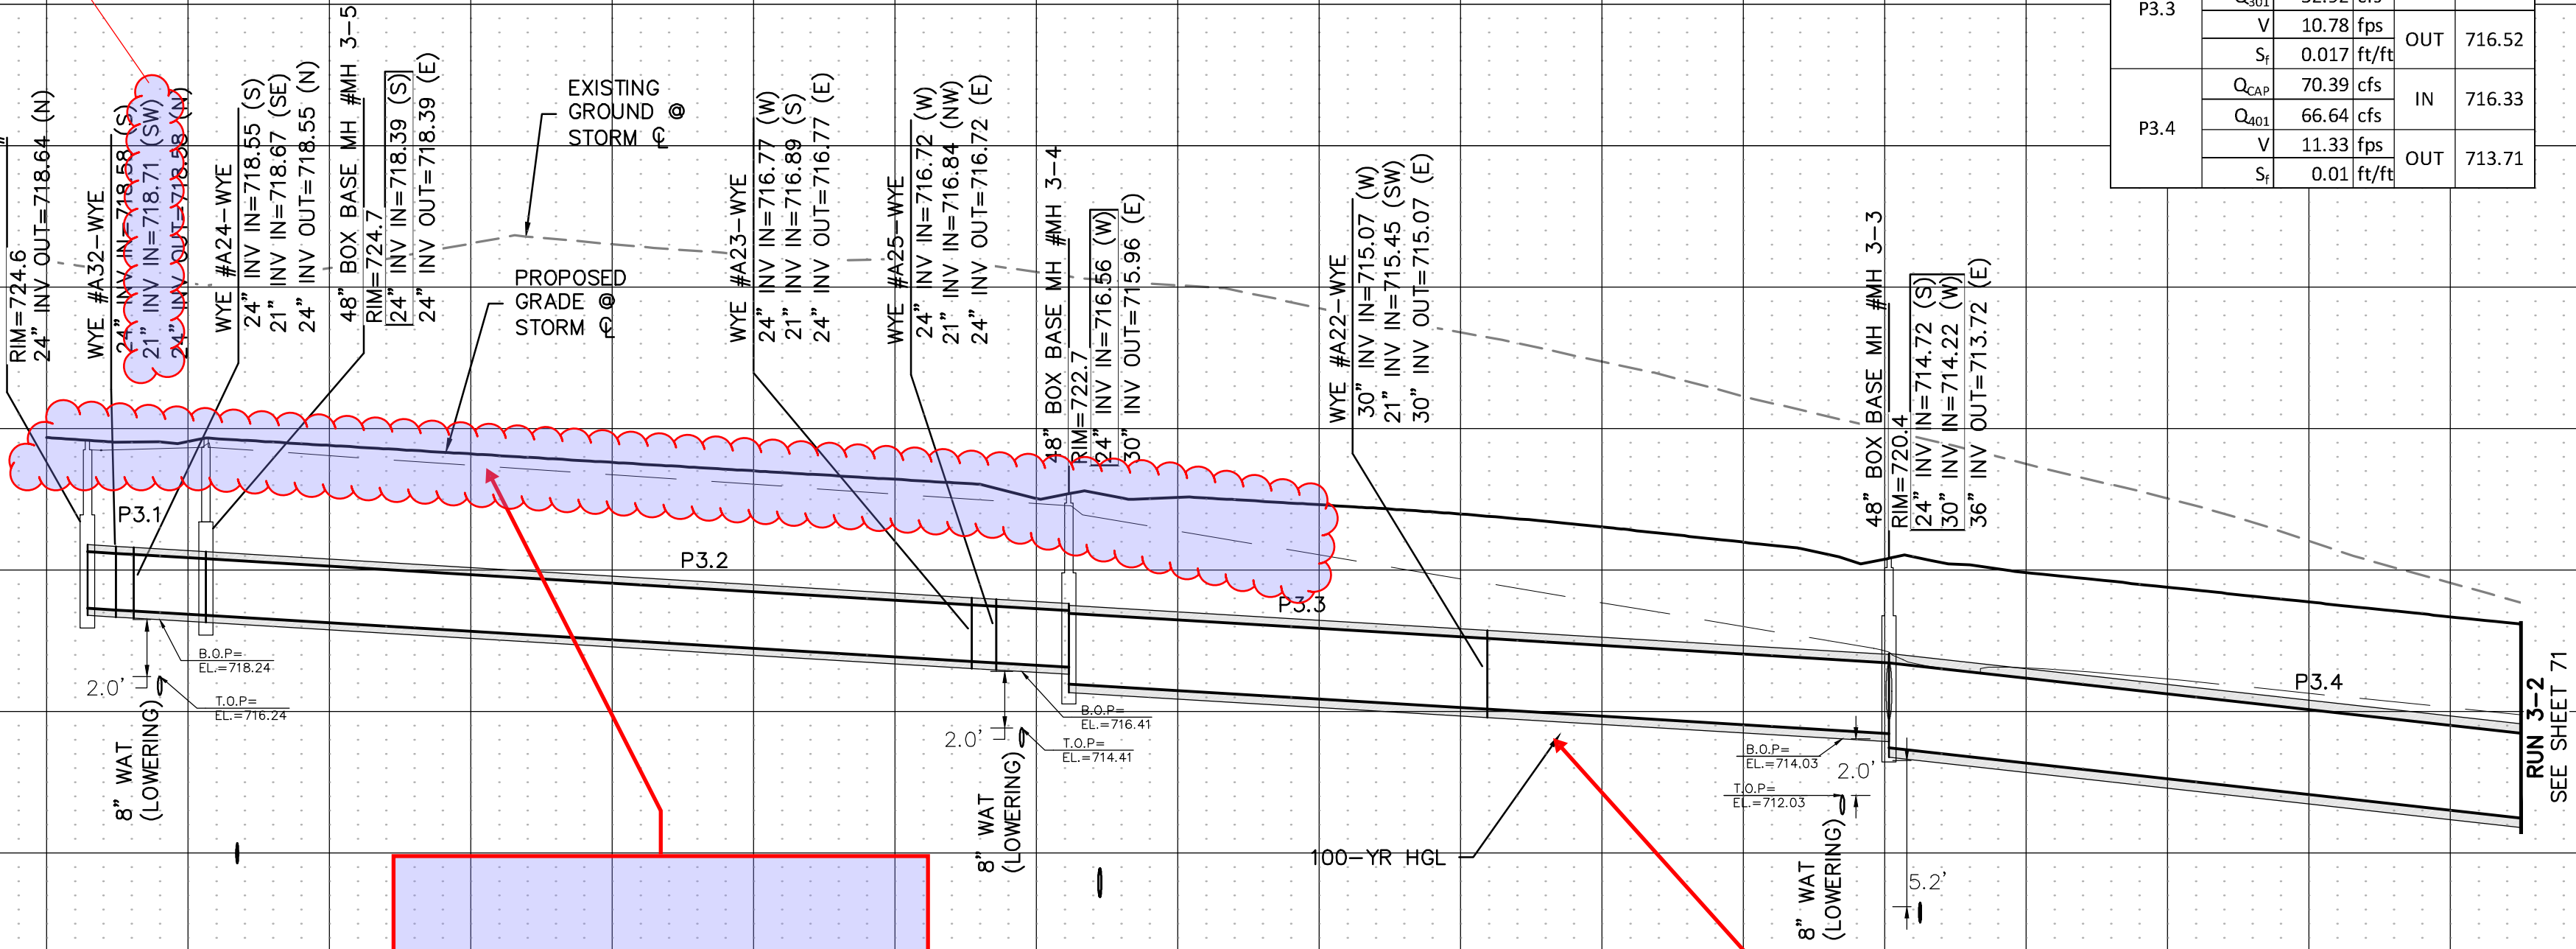 RIM=724.6
24" INV OUT=718.64 (N)
WYE #A32-WYE
24" INV IN=718.58 (S)
21" INV IN=718.71 (SW)
24" INV OUT=718.58 (N)
WYE #A24-WYE
24" INV IN=718.55 (S)
21" INV IN=718.67 (SE)
24" INV OUT=718.55 (N)
48" BOX BASE MH #MH 3-5
RIM=724.7
24" INV IN=718.39 (S)
24" INV OUT=718.39 (E)
EXISTING
GROUND @
STORM ℄
PROPOSED
GRADE @
STORM ℄
WYE #A23-WYE
24" INV IN=716.77 (W)
21" INV IN=716.89 (S)
24" INV OUT=716.77 (E)
WYE #A25-WYE
24" INV IN=716.72 (W)
21" INV IN=716.84 (NW)
24" INV OUT=716.72 (E)
48" BOX BASE MH #MH 3-4
RIM=722.7
24" INV IN=716.56 (W)
30" INV OUT=715.96 (E)
WYE #A22-WYE
30" INV IN=715.07 (W)
21" INV IN=715.45 (SW)
30" INV OUT=715.07 (E)
48" BOX BASE MH #MH 3-3
RIM=720.4
24" INV IN=714.72 (S)
30" INV IN=714.22 (W)
36" INV OUT=713.72 (E)
P3.3
V 10.78 fps OUT 716.52
Sf 0.017 ft/ft
P3.4
QCAP 70.39 cfs IN 716.33
Q401 66.64 cfs
V 11.33 fps OUT 713.71
Sf 0.01 ft/ft
P3.1
P3.2
P3.3
P3.4
B.O.P=
EL.=718.24
2.0'
T.O.P=
EL.=716.24
8" WAT
(LOWERING)
B.O.P=
EL.=716.41
2.0'
T.O.P=
EL.=714.41
8" WAT
(LOWERING)
100-YR HGL
B.O.P=
EL.=714.03
2.0'
T.O.P=
EL.=712.03
8" WAT
(LOWERING)
5.2'
RUN 3-2
SEE SHEET 71